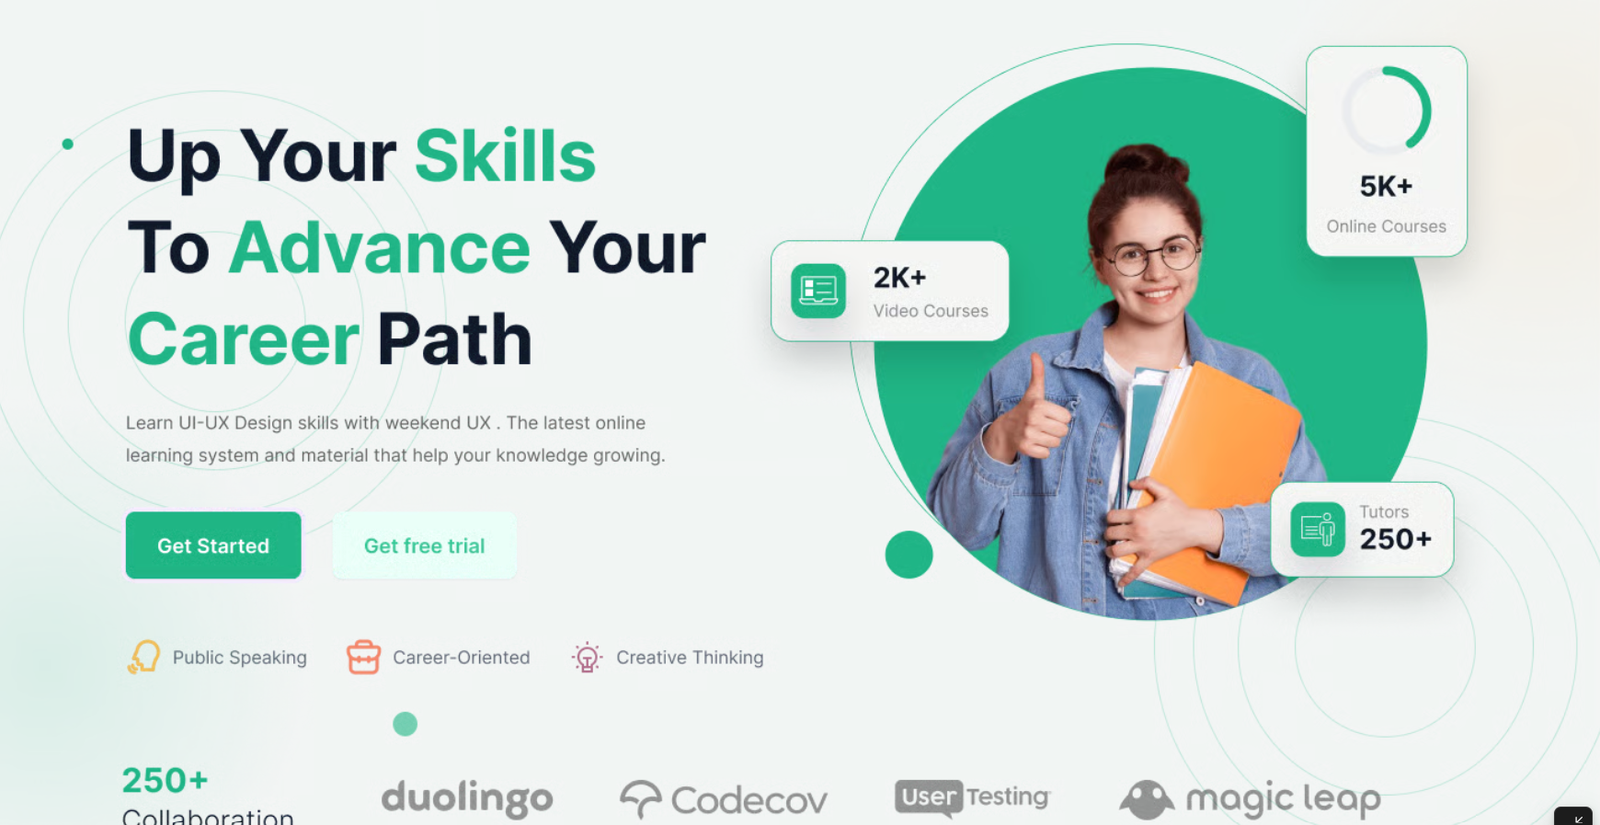 Up Your Skills
To Advance Your
Career Path
Learn UI-UX Design skills with weekend UX . The latest online
learning system and material that help your knowledge growing.
Get Started
Get free trial
Public Speaking
Career-Oriented
Creative Thinking
2K+
Video Courses
5K+
Online Courses
Tutors
250+
250+
Collaboration
duolingo
Codecov
UserTesting
magic leap